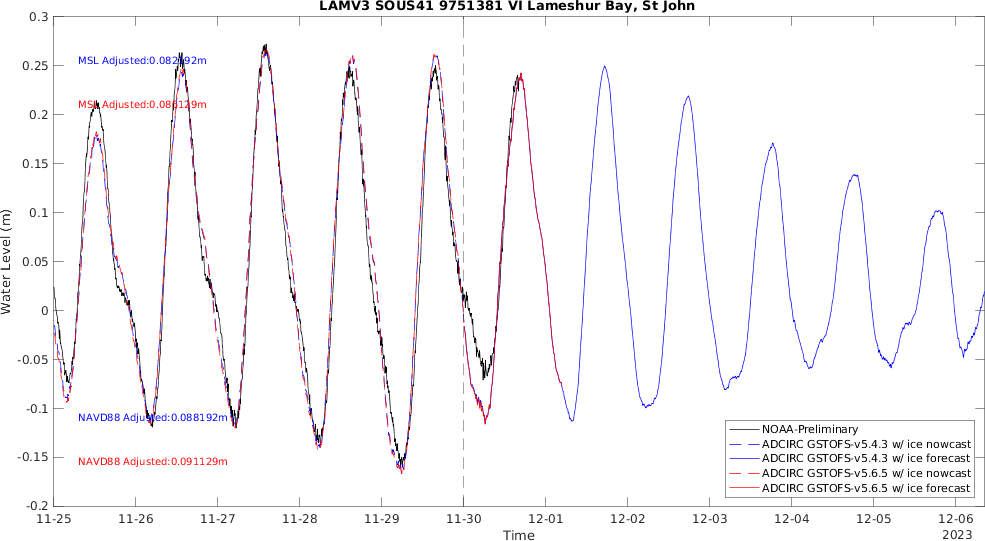 LAMV3 SOUS41 9751381 VI Lameshur Bay, St John
0.3
0.25
0.2
0.15
0.1
0.05
0
-0.05
-0.1
-0.15
-0.2
Water Level (m)
MSL Adjusted:0.082192m
MSL Adjusted:0.086129m
NAVD88 Adjusted:0.088192m
NAVD88 Adjusted:0.091129m
NOAA-Preliminary
ADCIRC GSTOFS-v5.4.3 w/ ice nowcast
ADCIRC GSTOFS-v5.4.3 w/ ice forecast
ADCIRC GSTOFS-v5.6.5 w/ ice nowcast
ADCIRC GSTOFS-v5.6.5 w/ ice forecast
11-25 11-26 11-27 11-28 11-29 11-30 12-01 12-02 12-03 12-04 12-05 12-06
Time
2023